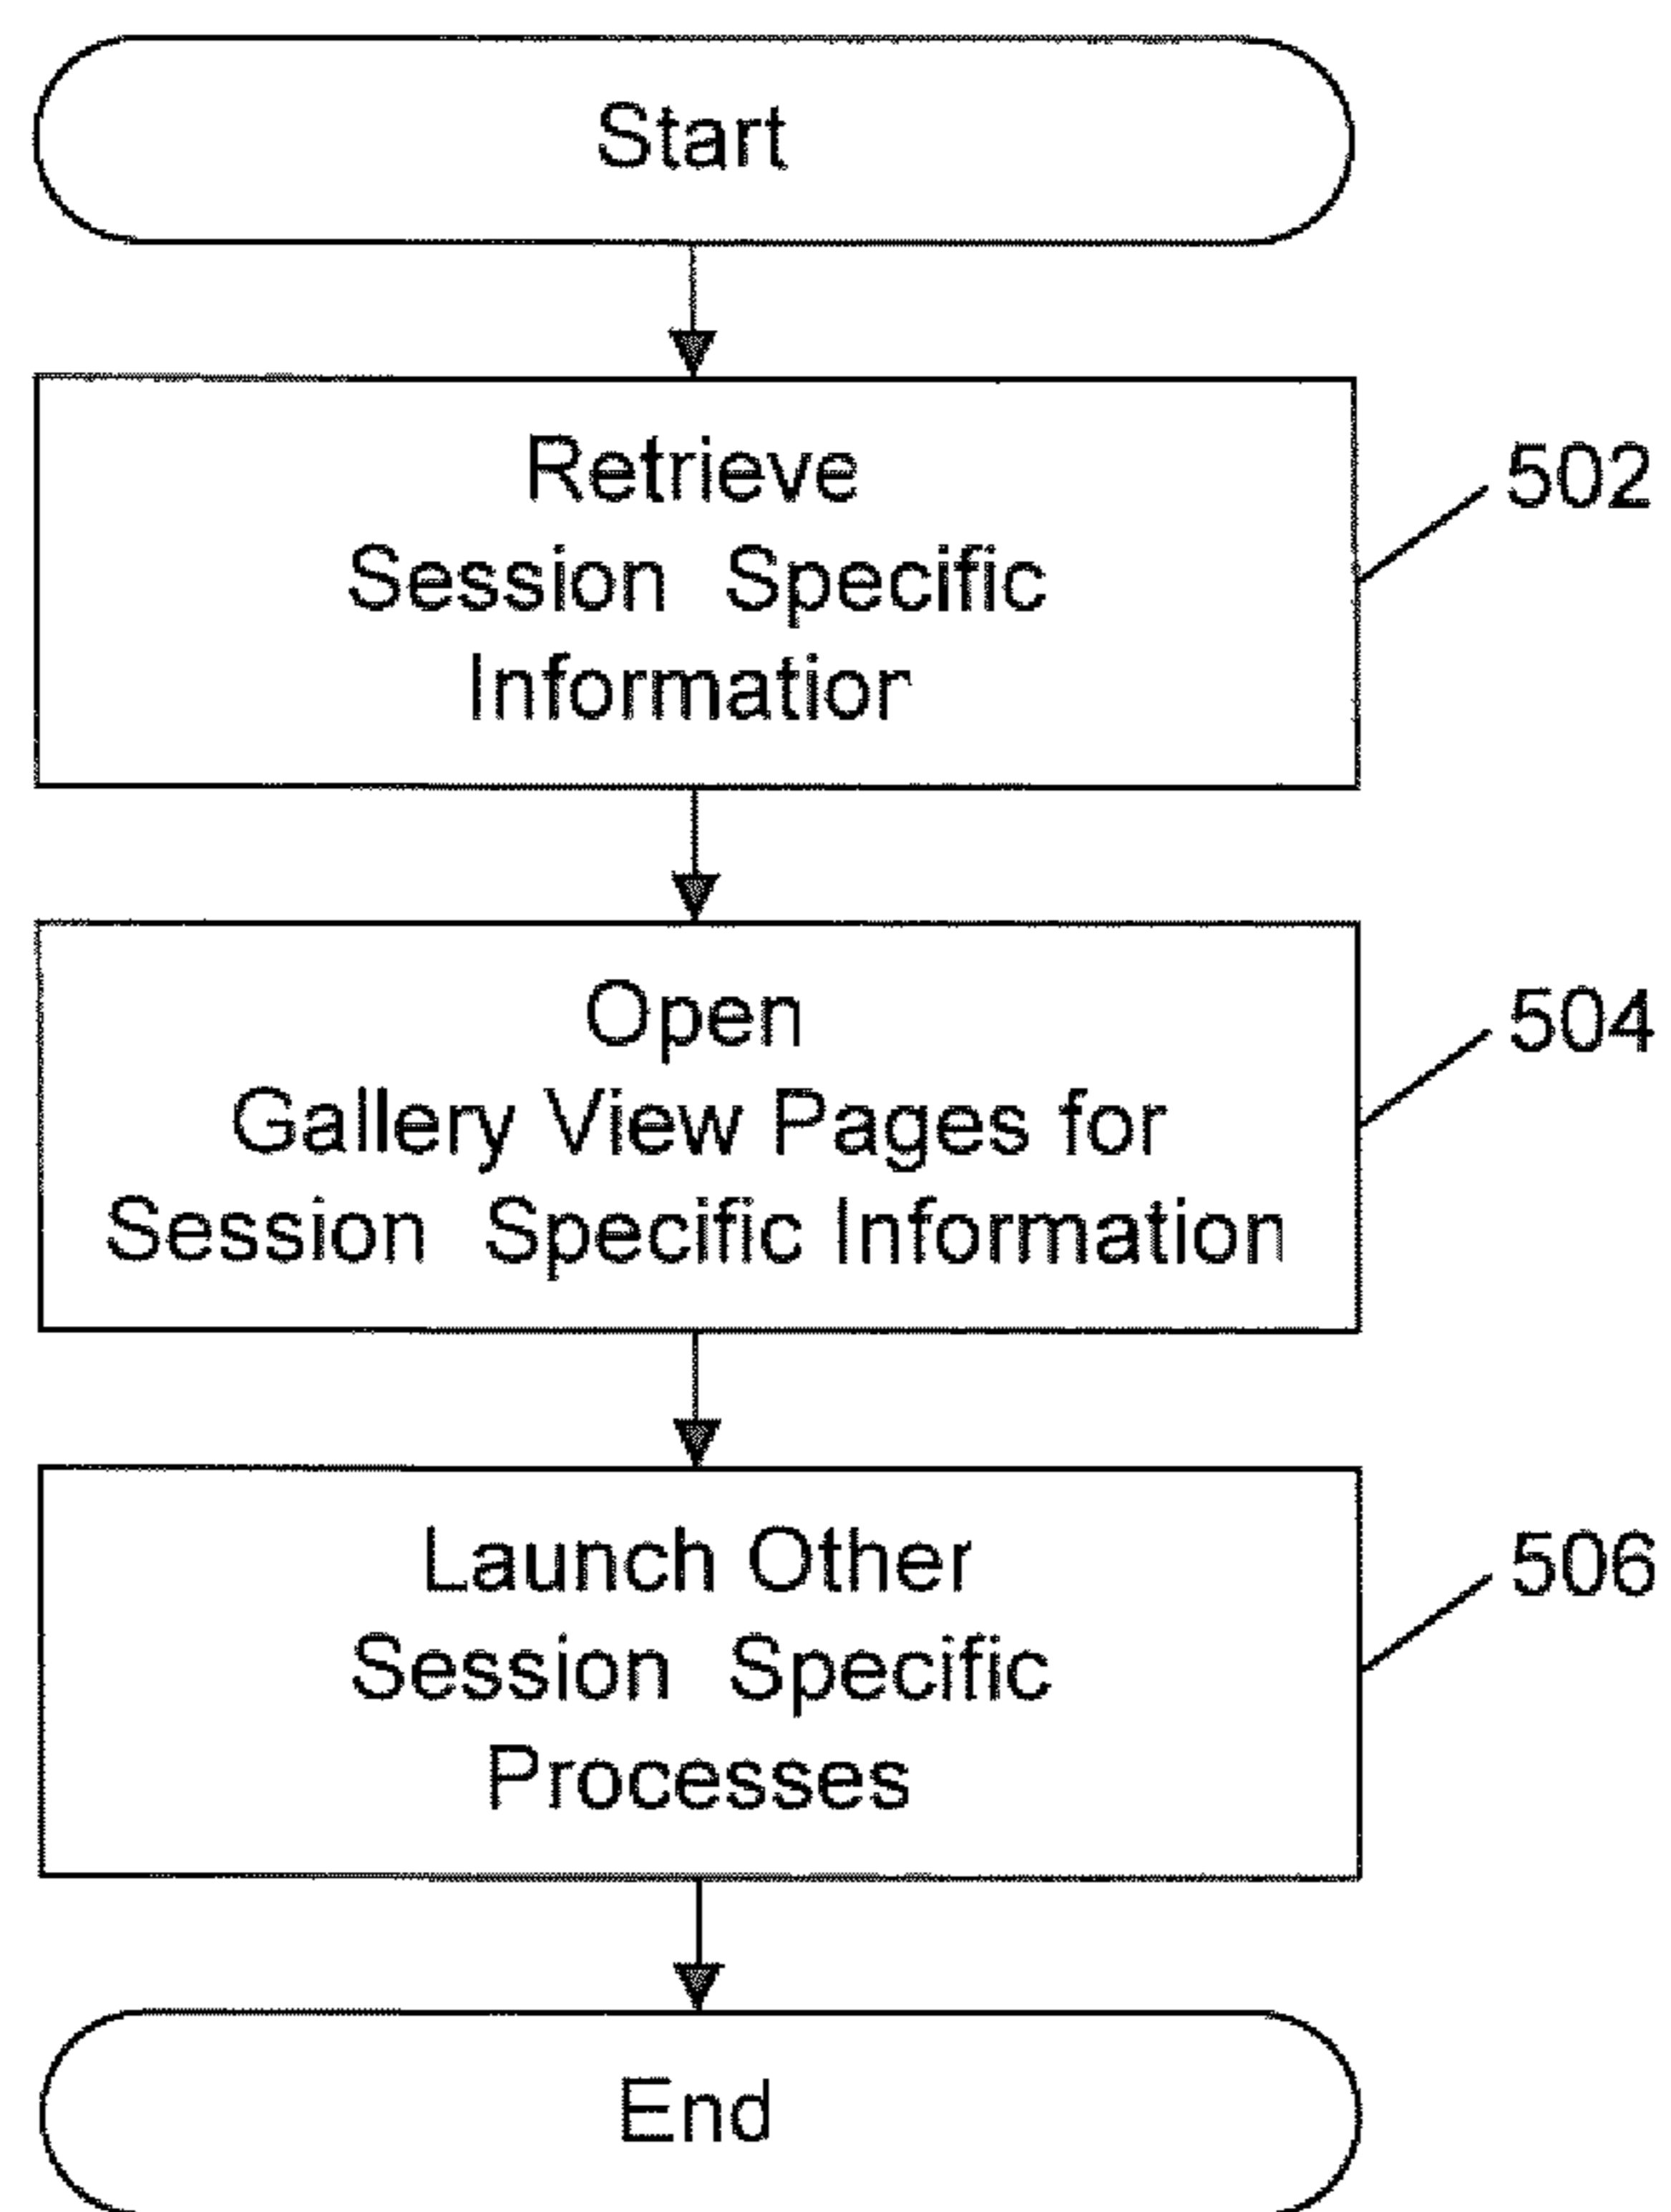 Start
Retrieve
502
Session Specific
Information
Open
504
Gallery View Pages for
Session Specific Information
Launch Other
506
Session Specific
Processes
End